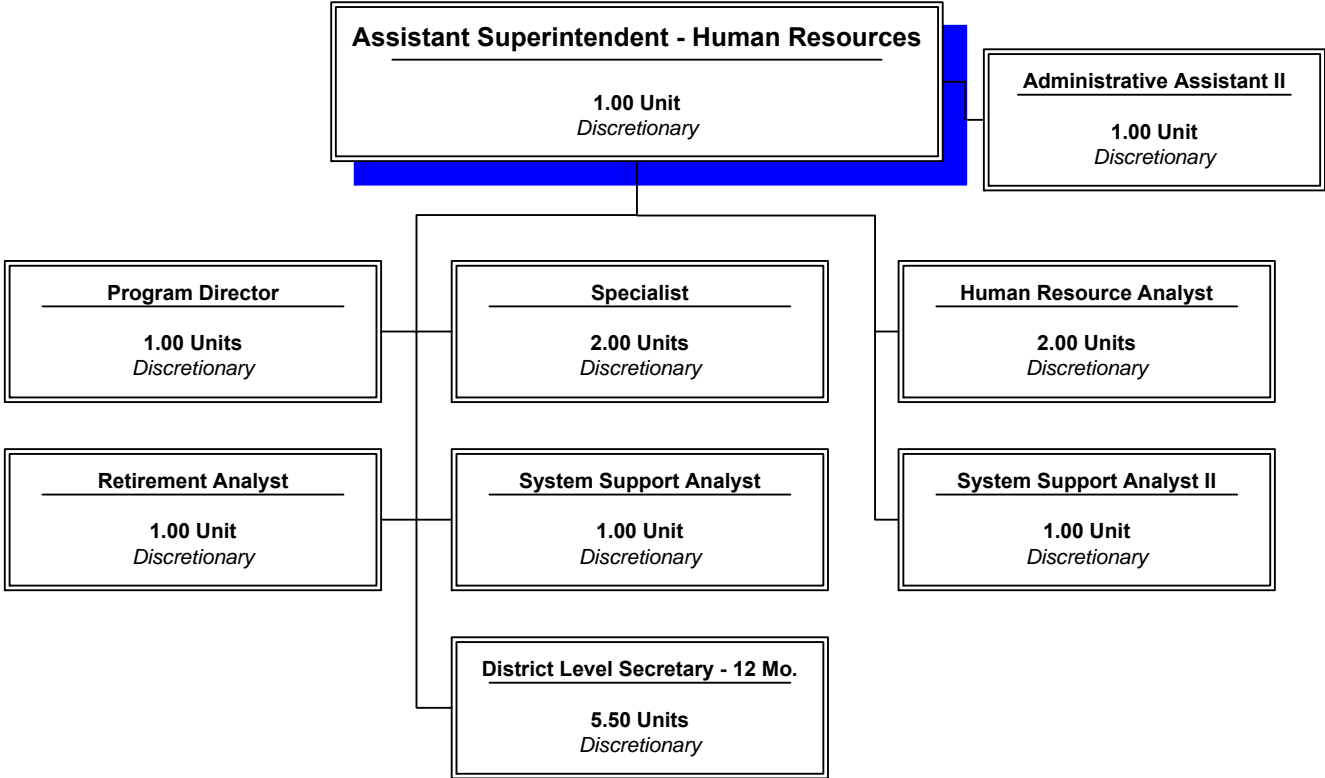 Assistant Superintendent - Human Resources
1.00 Unit
Discretionary
Administrative Assistant II
1.00 Unit
Discretionary
Program Director
1.00 Units
Discretionary
Specialist
2.00 Units
Discretionary
Human Resource Analyst
2.00 Units
Discretionary
Retirement Analyst
1.00 Unit
Discretionary
System Support Analyst
1.00 Unit
Discretionary
System Support Analyst II
1.00 Unit
Discretionary
District Level Secretary - 12 Mo.
5.50 Units
Discretionary